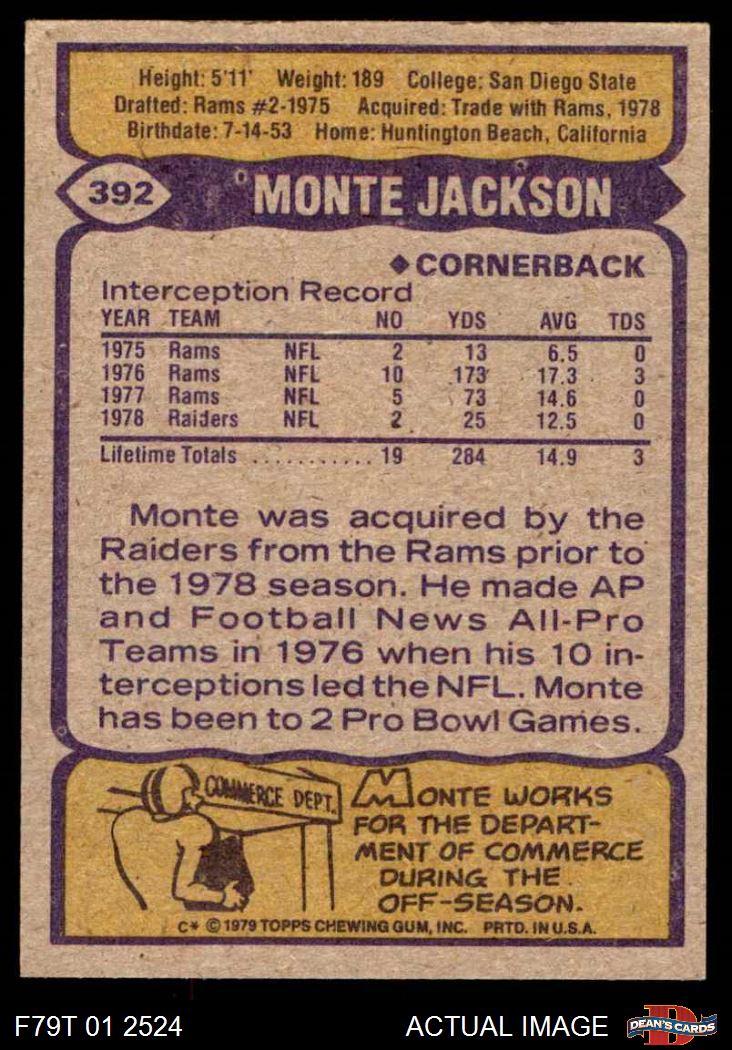 Height: 5'11' Weight: 189 College: San Diego State
Drafted: Rams #2-1975 Acquired: Trade with Rams, 1978
Birthdate: 7-14-53 Home: Huntington Beach, California
392 MONTE JACKSON
◆ CORNERBACK
Interception Record
YEAR TEAM NO YDS AVG TDS
1975 Rams NFL 2 13 6.5 0
1976 Rams NFL 10 173 17.3 3
1977 Rams NFL 5 73 14.6 0
1978 Raiders NFL 2 25 12.5 0
Lifetime Totals ........... 19 284 14.9 3
Monte was acquired by the
Raiders from the Rams prior to
the 1978 season. He made AP
and Football News All-Pro
Teams in 1976 when his 10 in-
terceptions led the NFL. Monte
has been to 2 Pro Bowl Games.
COMMERCE DEPT.
MONTE WORKS
FOR THE DEPART-
MENT OF COMMERCE
DURING THE
OFF-SEASON.
C* © 1979 TOPPS CHEWING GUM, INC. PRTD. IN U.S.A.
F79T 01 2524 ACTUAL IMAGE DEAN'S CARDS